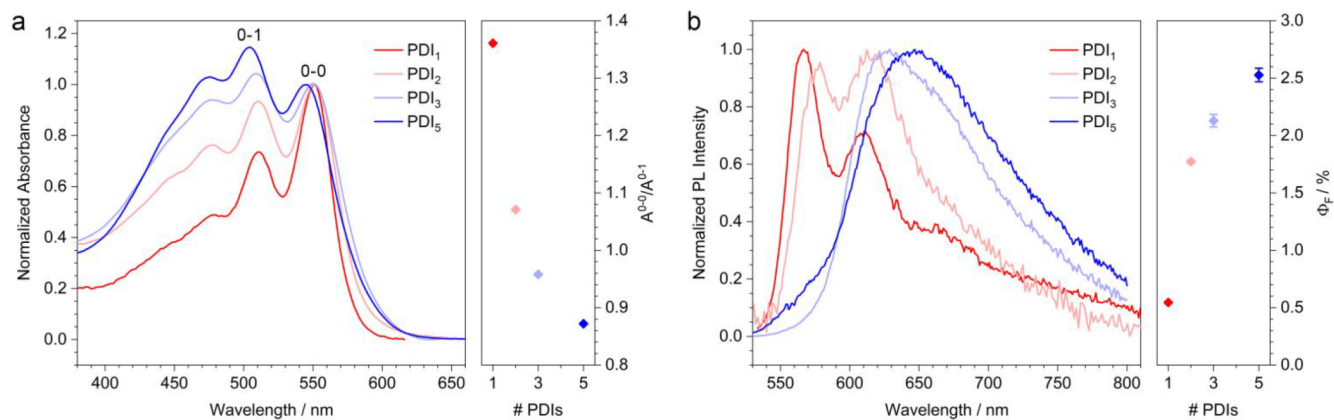 a
0-1
0-0
PDI₁
PDI₂
PDI₃
PDI₅
Normalized Absorbance
1.2
1.0
0.8
0.6
0.4
0.2
0.0
400 450 500 550 600 650
Wavelength / nm
1.4
1.3
1.2
1.1
1.0
0.9
0.8
A⁰⁻⁰/A⁰⁻¹
1 3 5
# PDIs
b
PDI₁
PDI₂
PDI₃
PDI₅
Normalized PL Intensity
1.0
0.8
0.6
0.4
0.2
0.0
550 600 650 700 750 800
Wavelength / nm
3.0
2.5
2.0
1.5
1.0
0.5
0.0
Φ_F / %
1 3 5
# PDIs